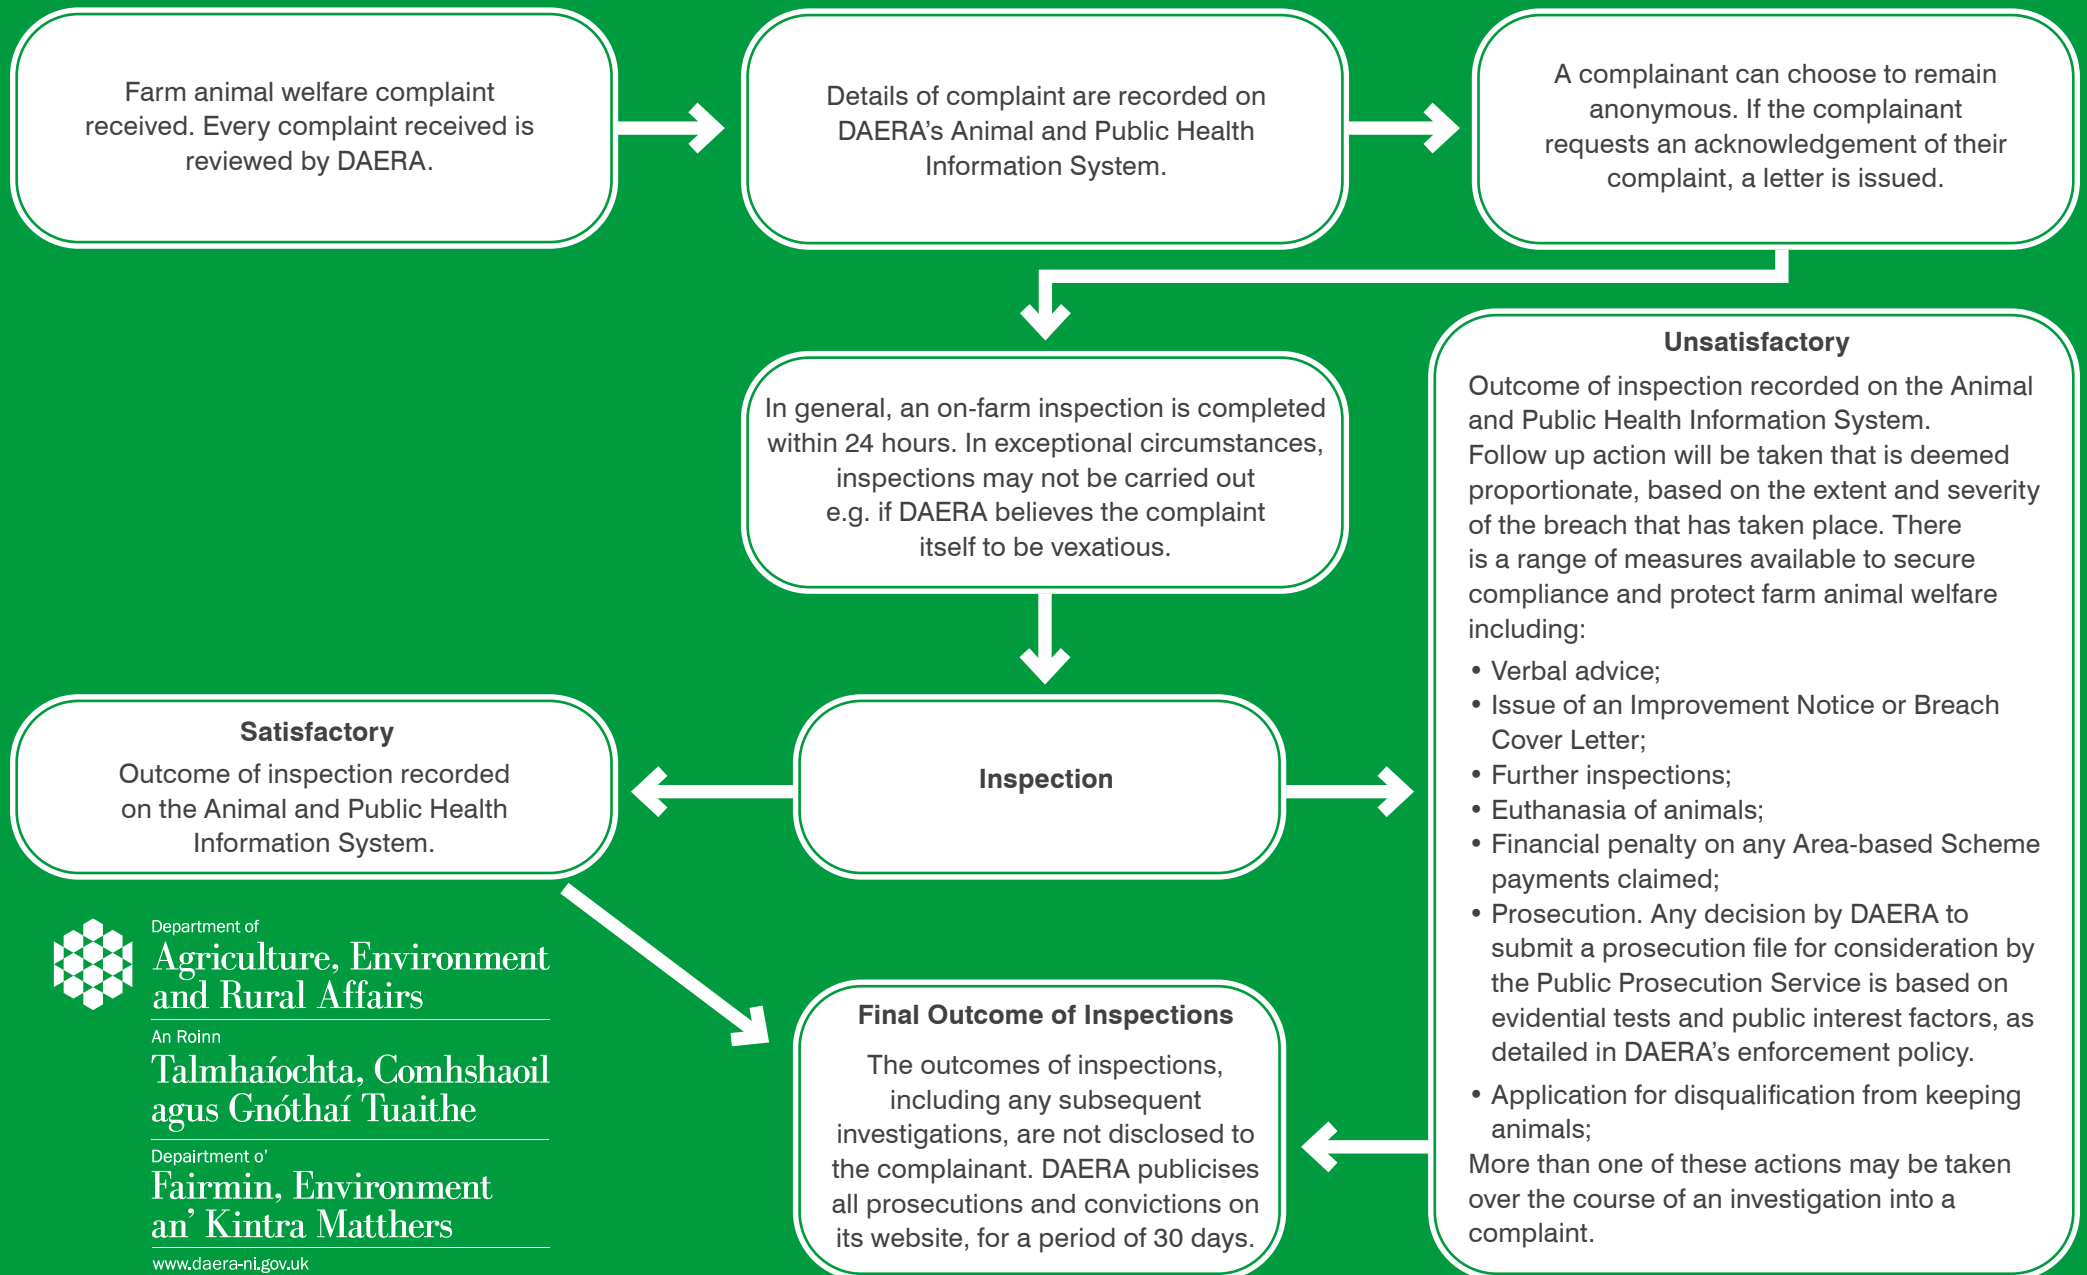 Farm animal welfare complaint
received. Every complaint received is
reviewed by DAERA.
Details of complaint are recorded on
DAERA's Animal and Public Health
Information System.
A complainant can choose to remain
anonymous. If the complainant
requests an acknowledgement of their
complaint, a letter is issued.
In general, an on-farm inspection is completed
within 24 hours. In exceptional circumstances,
inspections may not be carried out
e.g. if DAERA believes the complaint
itself to be vexatious.
Inspection
Satisfactory
Outcome of inspection recorded
on the Animal and Public Health
Information System.
Unsatisfactory
Outcome of inspection recorded on the Animal
and Public Health Information System.
Follow up action will be taken that is deemed
proportionate, based on the extent and severity
of the breach that has taken place. There
is a range of measures available to secure
compliance and protect farm animal welfare
including:
• Verbal advice;
• Issue of an Improvement Notice or Breach
Cover Letter;
• Further inspections;
• Euthanasia of animals;
• Financial penalty on any Area-based Scheme
payments claimed;
• Prosecution. Any decision by DAERA to
submit a prosecution file for consideration by
the Public Prosecution Service is based on
evidential tests and public interest factors, as
detailed in DAERA's enforcement policy.
• Application for disqualification from keeping
animals;
More than one of these actions may be taken
over the course of an investigation into a
complaint.
Final Outcome of Inspections
The outcomes of inspections,
including any subsequent
investigations, are not disclosed to
the complainant. DAERA publicises
all prosecutions and convictions on
its website, for a period of 30 days.
Department of
Agriculture, Environment
and Rural Affairs
An Roinn
Talmhaíochta, Comhshaoil
agus Gnóthaí Tuaithe
Depairtment o'
Fairmin, Environment
an' Kintra Matthers
www.daera-ni.gov.uk